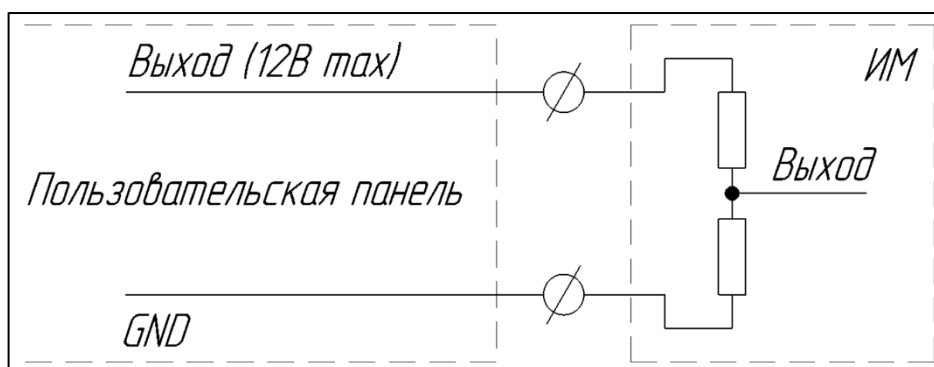 Выход (12В max)
ИМ
Выход
Пользовательская панель
GND